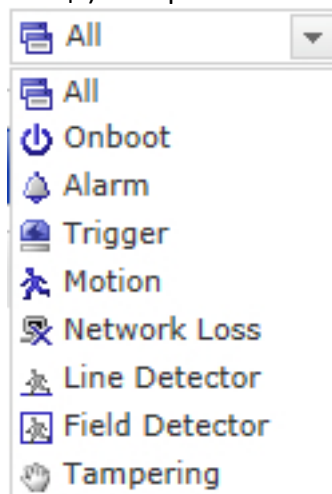 All
All
Onboot
Alarm
Trigger
Motion
Network Loss
Line Detector
Field Detector
Tampering